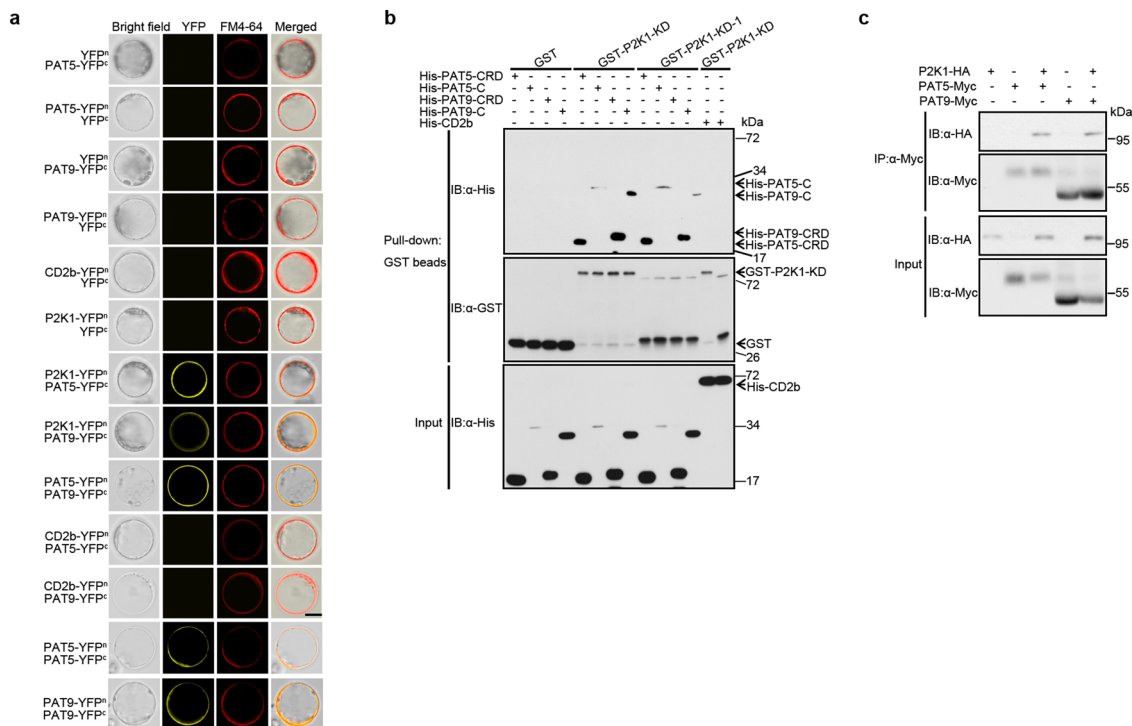 a
Bright field YFP FM4-64 Merged
YFPⁿ
PAT5-YFPᶜ
PAT5-YFPⁿ
YFPᶜ
YFPⁿ
PAT9-YFPᶜ
PAT9-YFPⁿ
YFPᶜ
CD2b-YFPⁿ
YFPᶜ
P2K1-YFPⁿ
YFPᶜ
P2K1-YFPⁿ
PAT5-YFPᶜ
P2K1-YFPⁿ
PAT9-YFPᶜ
PAT5-YFPⁿ
PAT9-YFPᶜ
CD2b-YFPⁿ
PAT5-YFPᶜ
CD2b-YFPⁿ
PAT9-YFPᶜ
PAT5-YFPⁿ
PAT5-YFPᶜ
PAT9-YFPⁿ
PAT9-YFPᶜ
b
GST GST-P2K1-KD GST-P2K1-KD-1 GST-P2K1-KD
His-PAT5-CRD + - - - + - - - + - - - - -
His-PAT5-C - + - - - + - - - + - - - -
His-PAT9-CRD - - + - - - + - - - + - - -
His-PAT9-C - - - + - - - + - - - + - -
His-CD2b - - - - - - - - - - - - + +
kDa
72
34
IB:α-His
His-PAT5-C
His-PAT9-C
His-PAT9-CRD
His-PAT5-CRD
17
Pull-down:
GST beads
IB:α-GST
GST-P2K1-KD
72
GST
26
72
His-CD2b
Input IB:α-His
34
17
c
P2K1-HA + - + - +
PAT5-Myc - + + - -
PAT9-Myc - - - + +
kDa
IP:α-Myc
IB:α-HA
95
IB:α-Myc
55
Input
IB:α-HA
95
IB:α-Myc
55